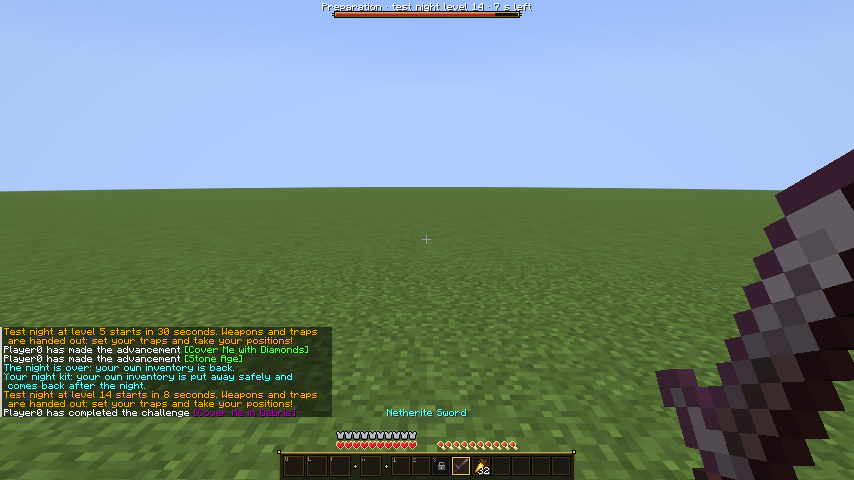 Preparation · test night level 14 · 7 s left
Test night at level 5 starts in 30 seconds. Weapons and traps
are handed out: set your traps and take your positions!
Player0 has made the advancement [Cover Me with Diamonds]
Player0 has made the advancement [Stone Age]
The night is over: your own inventory is back.
Your night kit: your own inventory is put away safely and
comes back after the night.
Test night at level 14 starts in 8 seconds. Weapons and traps
are handed out: set your traps and take your positions!
Player0 has completed the challenge [Cover Me in Debris]
Netherite Sword
32